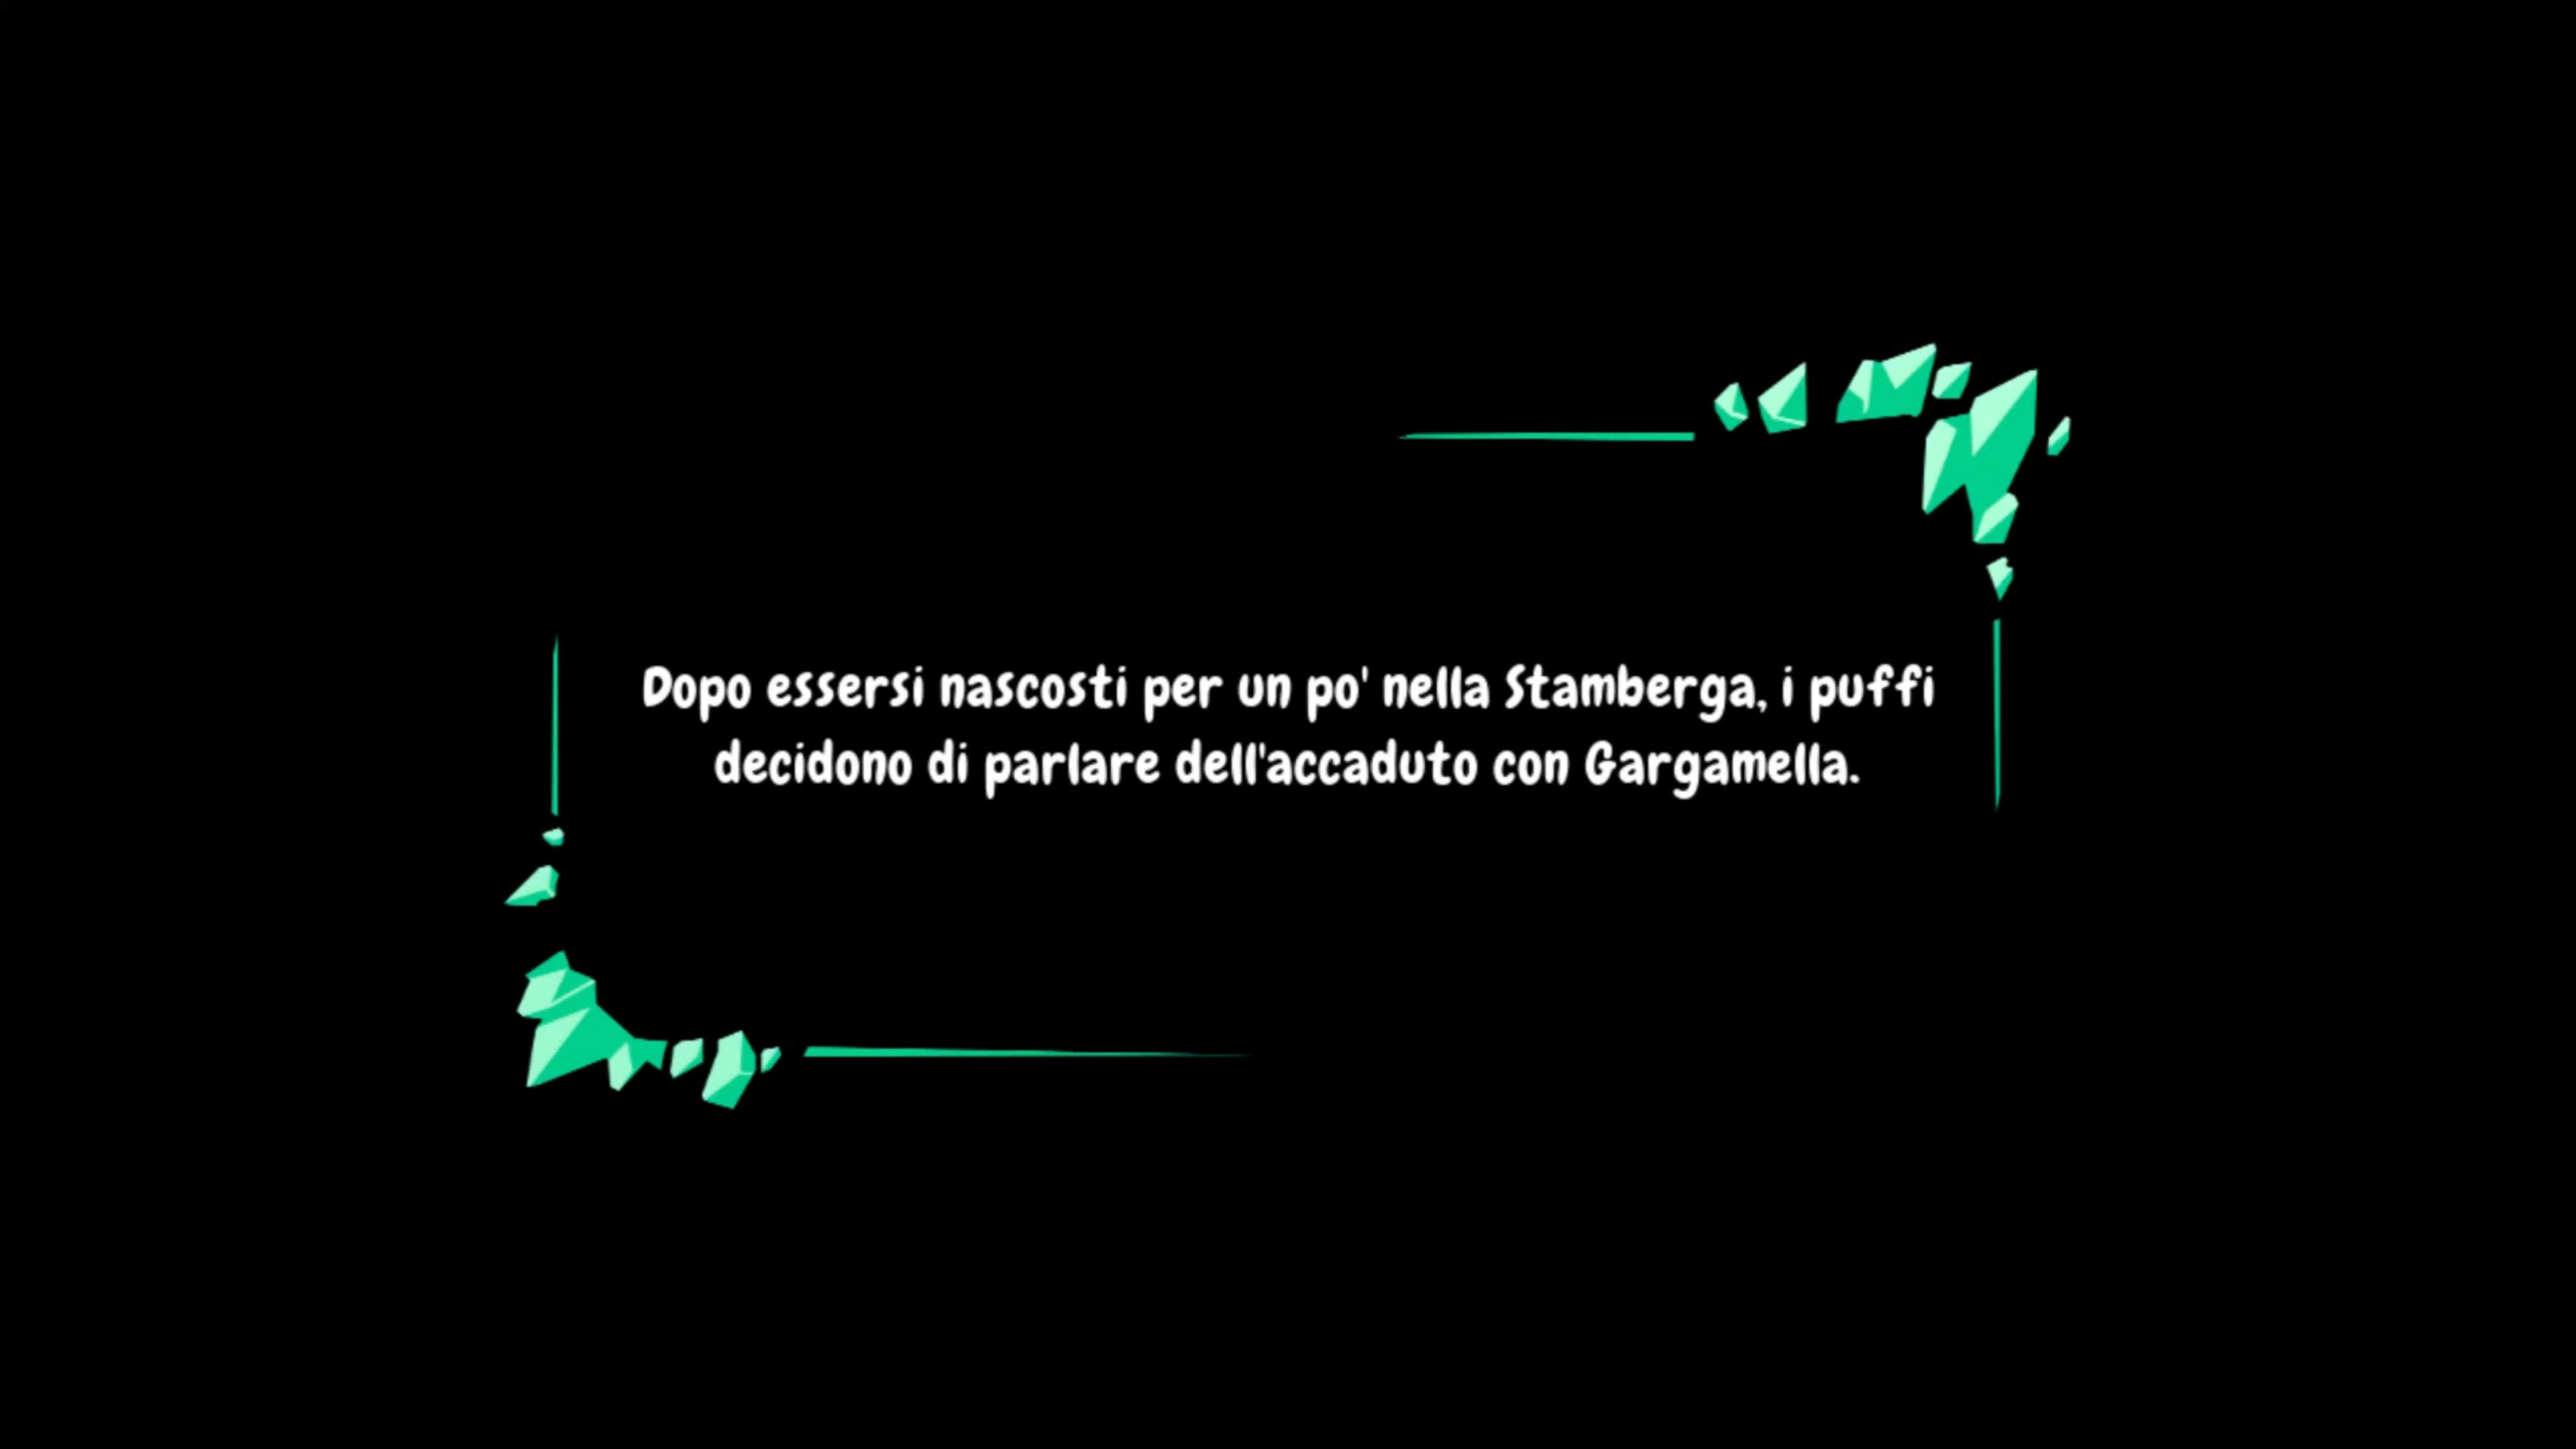 Dopo essersi nascosti per un po' nella Stamberga, i puffi
decidono di parlare dell'accaduto con Gargamella.